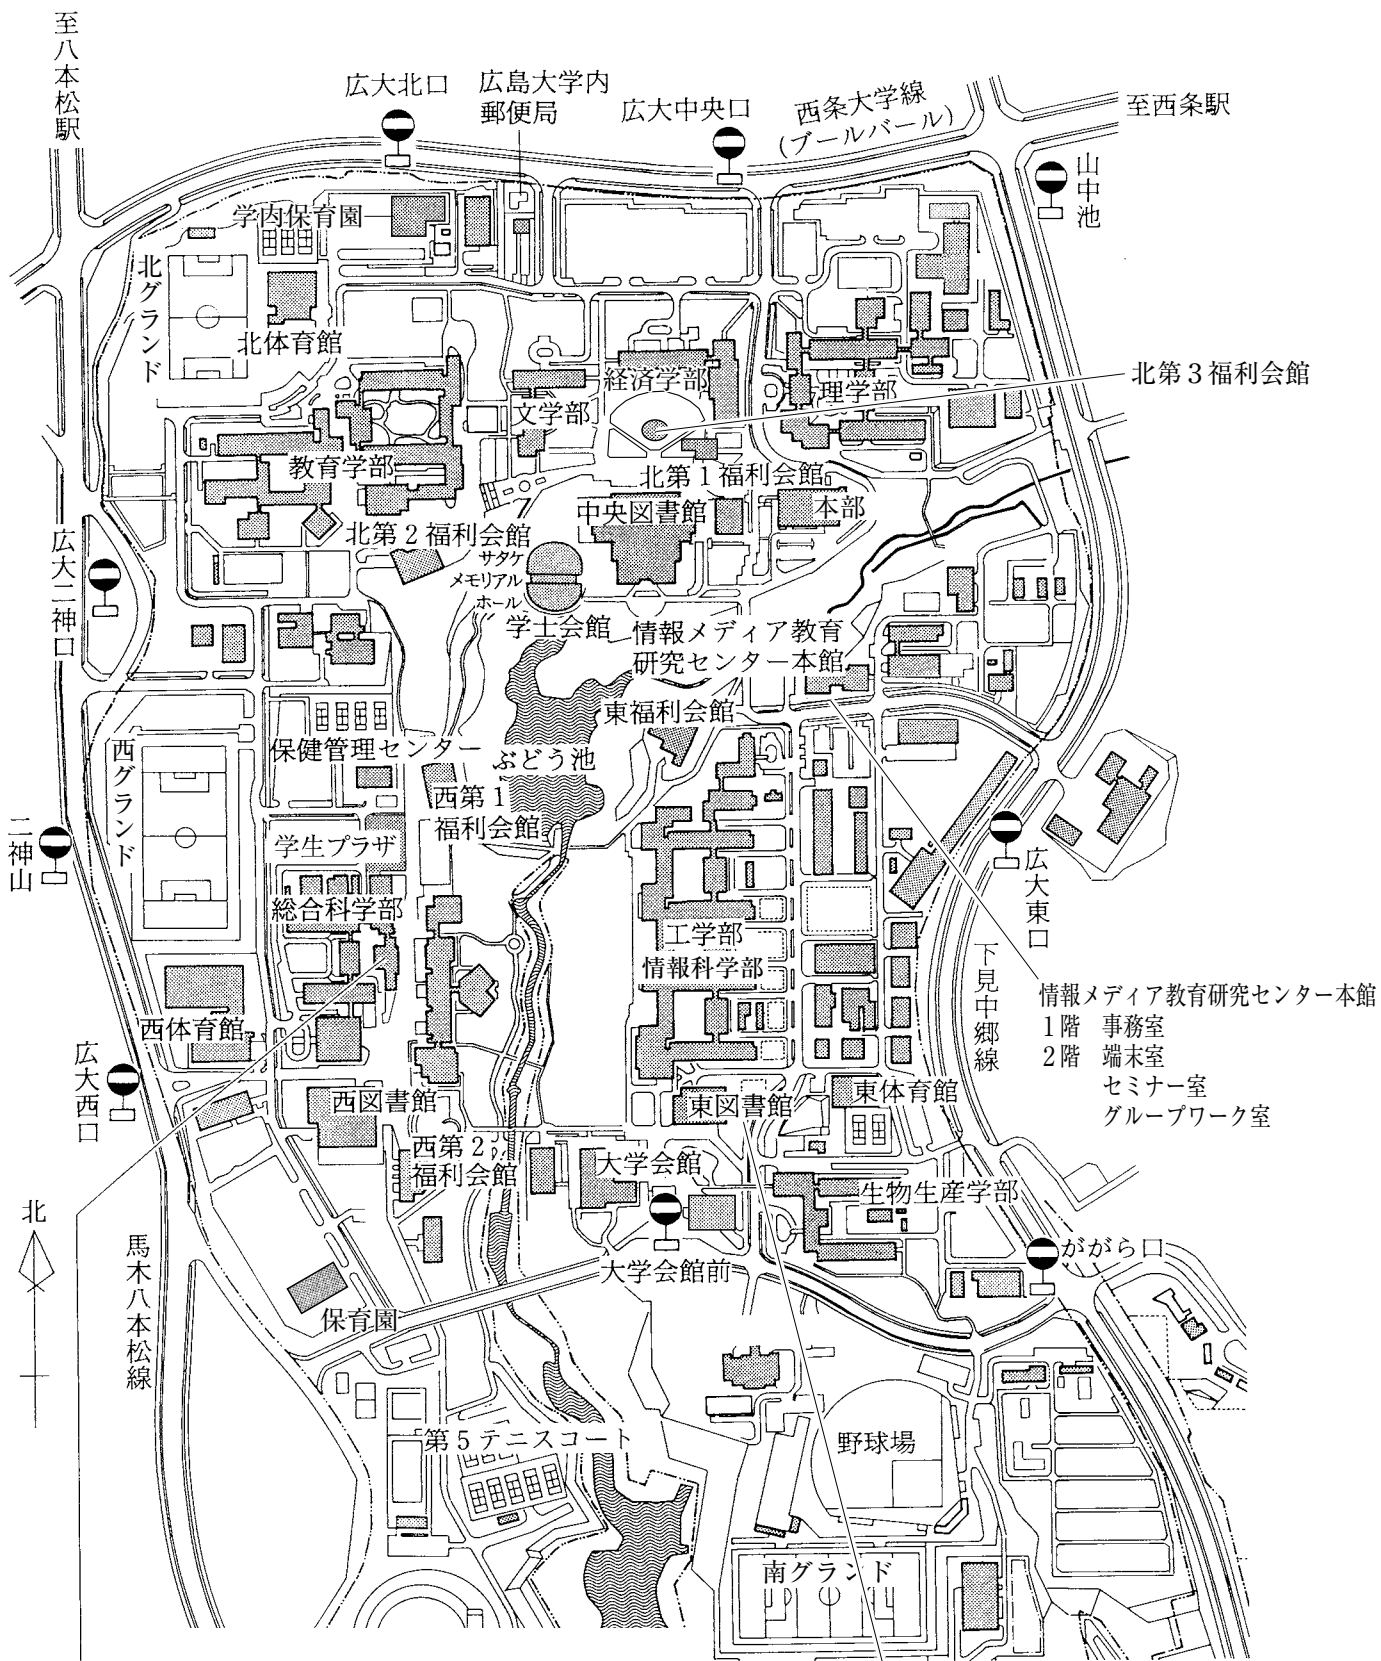 至八本松駅
広大北口
広島大学内
郵便局
広大中央口
西条大学線
(ブールバール)
至西条駅
山中池
学内保育園
北グランド
北体育館
経済学部
理学部
北第3福利会館
文学部
教育学部
北第1福利会館
中央図書館
本部
北第2福利会館
サタケ
メモリアル
ホール
学士会館
広大二神口
情報メディア教育
研究センター本館
東福利会館
保健管理センター
ぶどう池
西グランド
西第1
福利会館
二神山
学生プラザ
広大東口
総合科学部
工学部
情報科学部
下見中郷線
情報メディア教育研究センター本館
1階 事務室
2階 端末室
セミナー室
グループワーク室
西体育館
広大西口
西図書館
東図書館
東体育館
西第2
福利会館
大学会館
生物生産学部
北
馬木八本松線
ががら口
大学会館前
保育園
第5テニスコート
野球場
南グランド